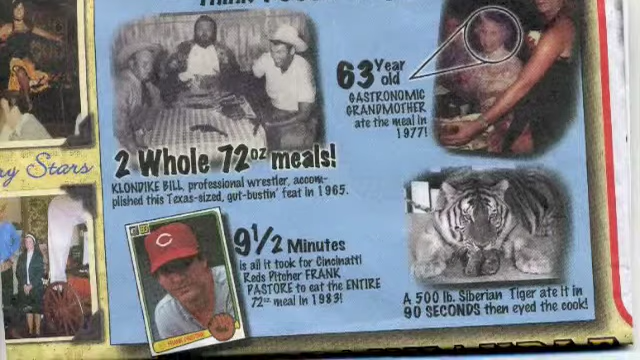 63 Year
old
GASTRONOMIC
GRANDMOTHER
ate the meal in
1977!
2 Whole 72oz meals!
KLONDIKE BILL, professional wrestler, accom-
plished this Texas-sized, gut-bustin' feat in 1965.
ry Stars
9½ Minutes
is all it took for Cincinatti
Reds Pitcher FRANK
PASTORE to eat the ENTIRE
72oz meal in 1983!
A 500 lb. Siberian Tiger ate it in
90 SECONDS then eyed the cook!